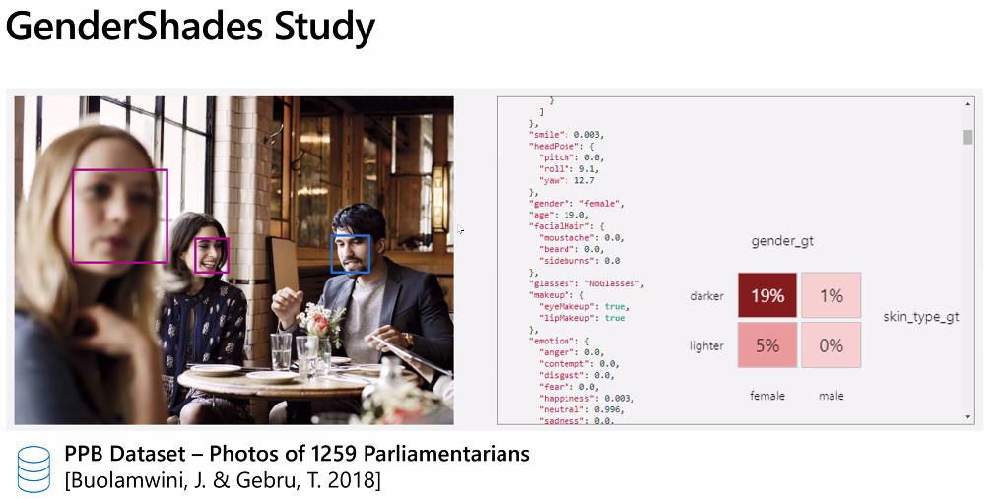 GenderShades Study
}
]
},
"smile": 0.003,
"headPose": {
"pitch": 0.0,
"roll": 9.1,
"yaw": 12.7
},
"gender": "female",
"age": 19.0,
"facialHair": {
"moustache": 0.0,
"beard": 0.0,
"sideburns": 0.0
},
"glasses": "NoGlasses",
"makeup": {
"eyeMakeup": true,
"lipMakeup": true
},
"emotion": {
"anger": 0.0,
"contempt": 0.0,
"disgust": 0.0,
"fear": 0.0,
"happiness": 0.003,
"neutral": 0.996,
"sadness": 0.0,
gender_gt
darker 19% 1%
skin_type_gt
lighter 5% 0%
female male
PPB Dataset – Photos of 1259 Parliamentarians
[Buolamwini, J. & Gebru, T. 2018]